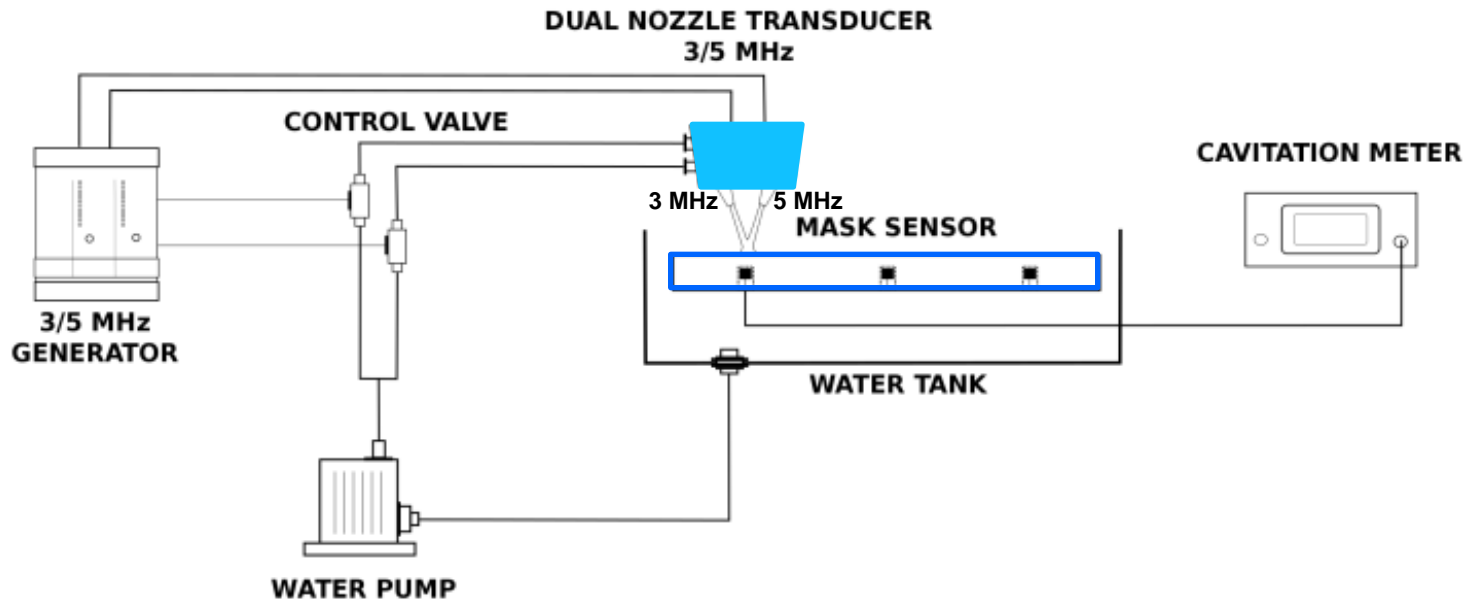 DUAL NOZZLE TRANSDUCER
3/5 MHz
CONTROL VALVE
CAVITATION METER
3 MHz
5 MHz
MASK SENSOR
3/5 MHz
GENERATOR
WATER TANK
WATER PUMP